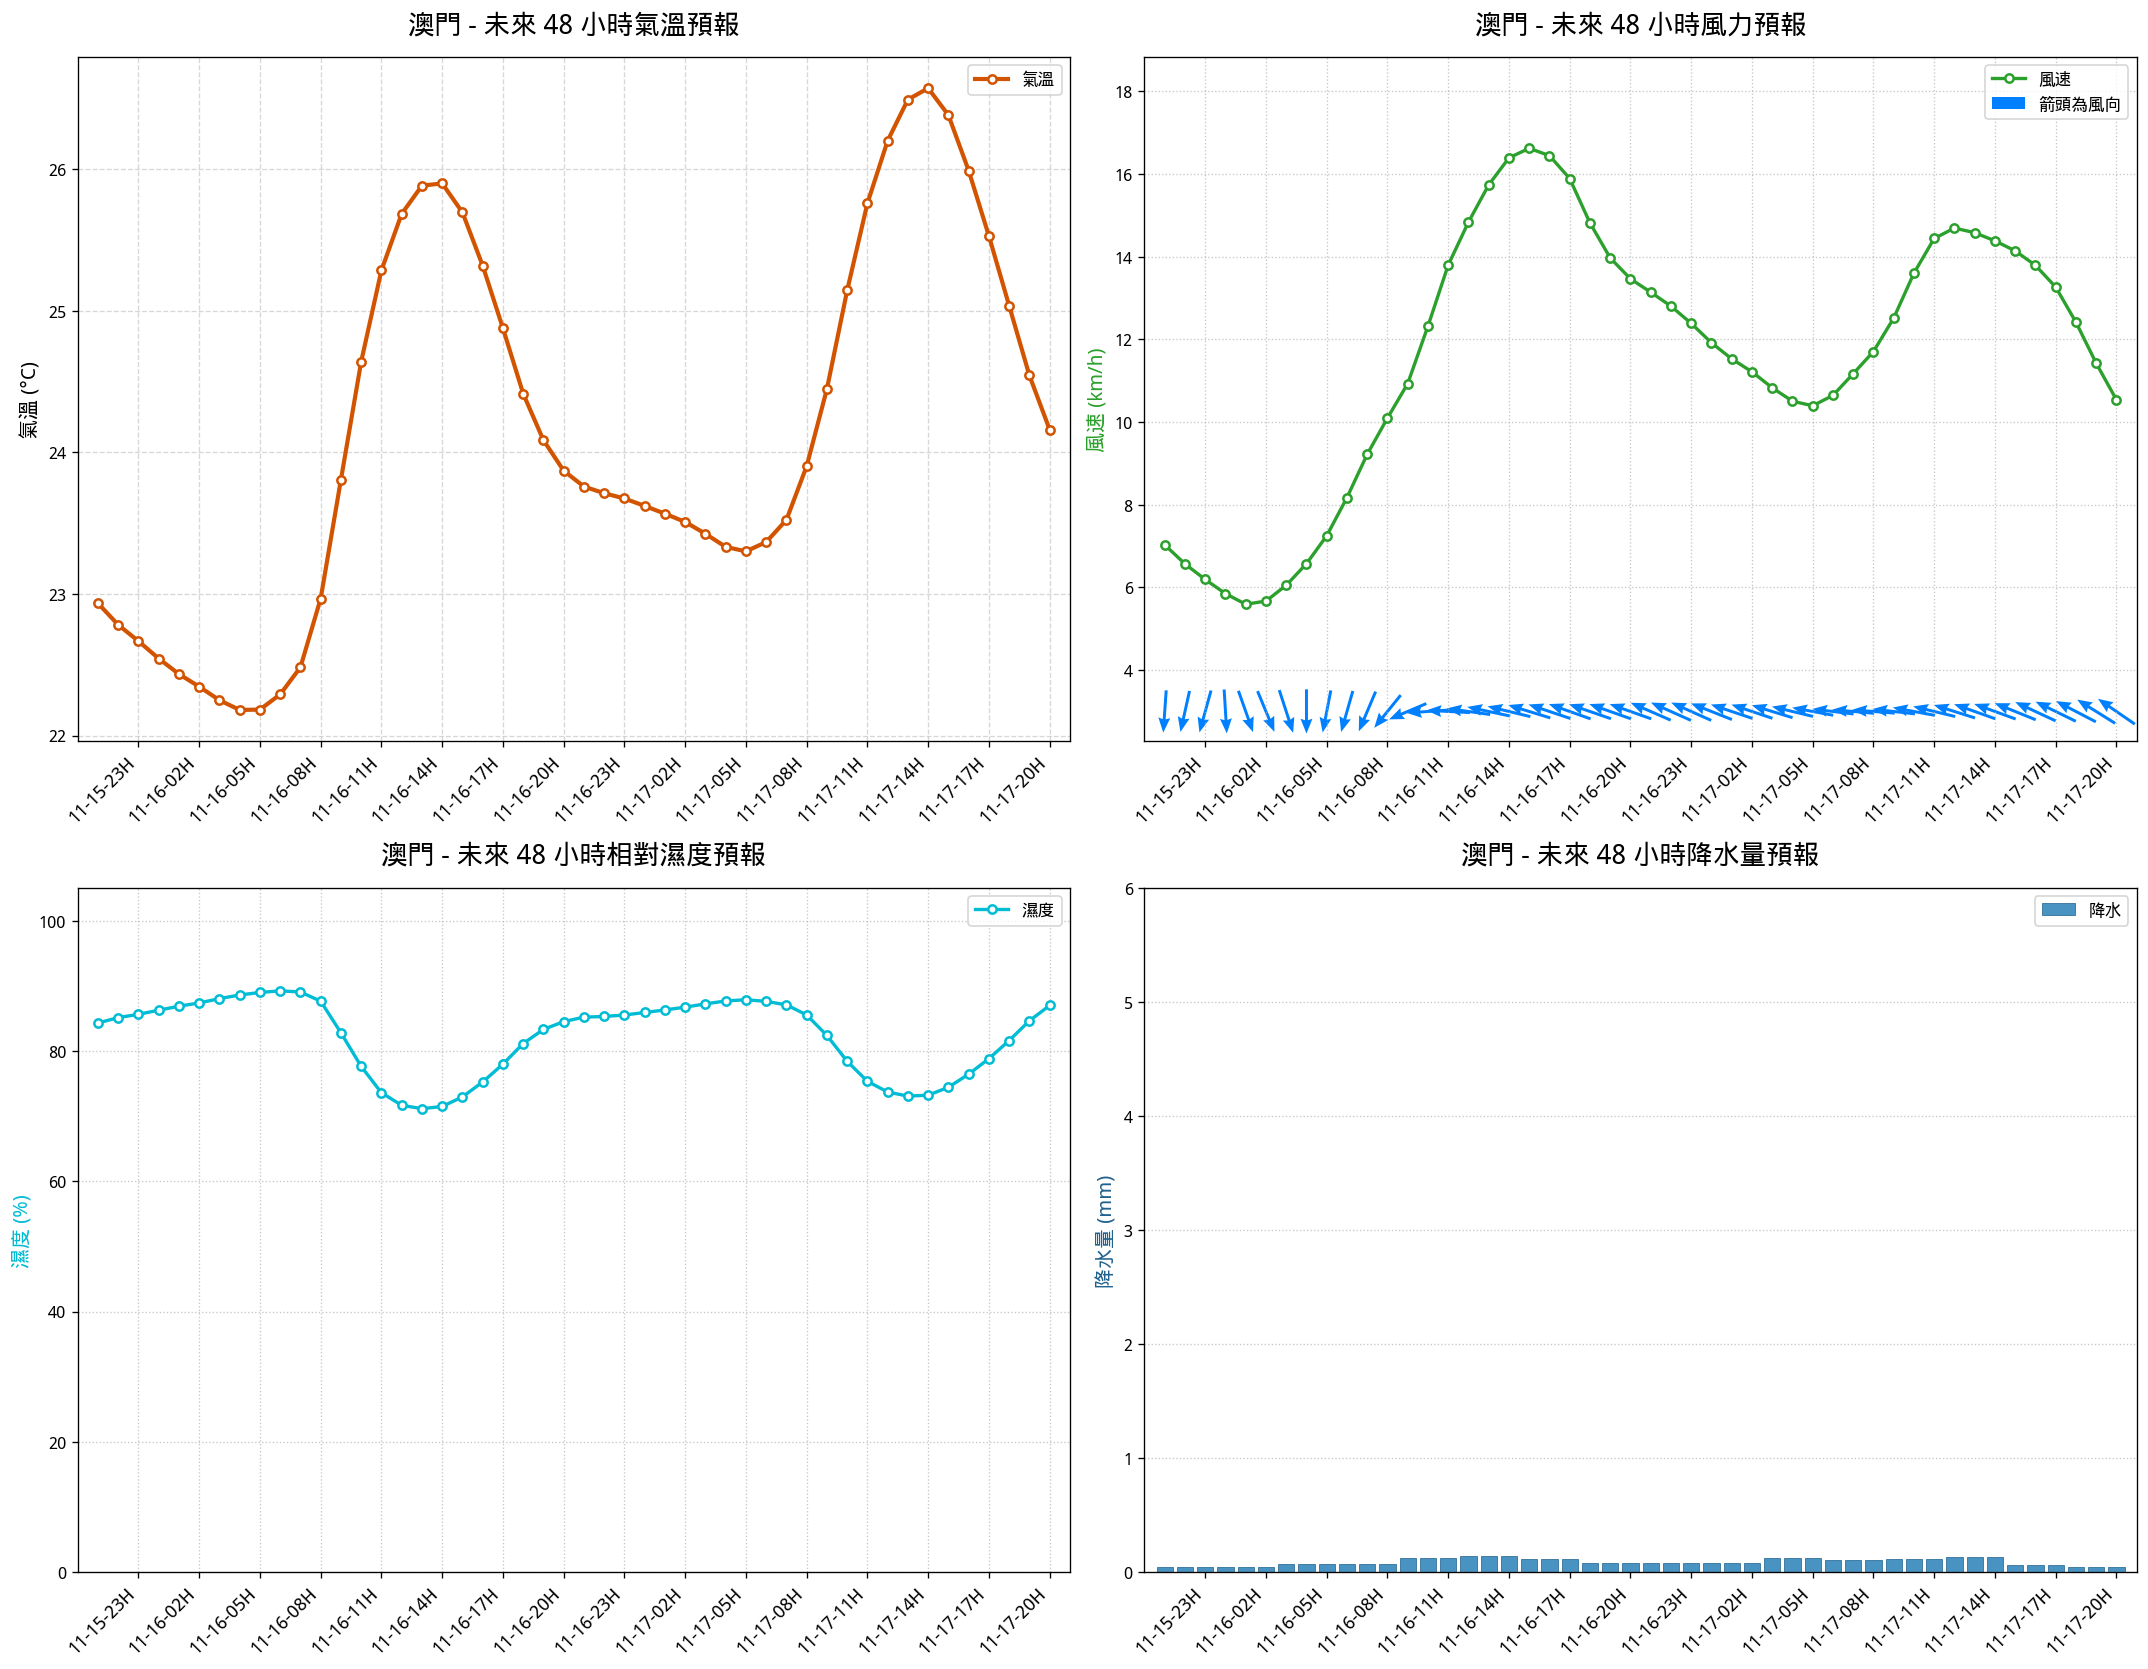 澳門 - 未來 48 小時氣溫預報
氣溫
氣溫 (°C)
26
25
24
23
22
11-15-23H
11-16-02H
11-16-05H
11-16-08H
11-16-11H
11-16-14H
11-16-17H
11-16-20H
11-16-23H
11-17-02H
11-17-05H
11-17-08H
11-17-11H
11-17-14H
11-17-17H
11-17-20H
澳門 - 未來 48 小時風力預報
風速
箭頭為風向
風速 (km/h)
18
16
14
12
10
8
6
4
11-15-23H
11-16-02H
11-16-05H
11-16-08H
11-16-11H
11-16-14H
11-16-17H
11-16-20H
11-16-23H
11-17-02H
11-17-05H
11-17-08H
11-17-11H
11-17-14H
11-17-17H
11-17-20H
澳門 - 未來 48 小時相對濕度預報
濕度
濕度 (%)
100
80
60
40
20
0
11-15-23H
11-16-02H
11-16-05H
11-16-08H
11-16-11H
11-16-14H
11-16-17H
11-16-20H
11-16-23H
11-17-02H
11-17-05H
11-17-08H
11-17-11H
11-17-14H
11-17-17H
11-17-20H
澳門 - 未來 48 小時降水量預報
降水
降水量 (mm)
6
5
4
3
2
1
0
11-15-23H
11-16-02H
11-16-05H
11-16-08H
11-16-11H
11-16-14H
11-16-17H
11-16-20H
11-16-23H
11-17-02H
11-17-05H
11-17-08H
11-17-11H
11-17-14H
11-17-17H
11-17-20H